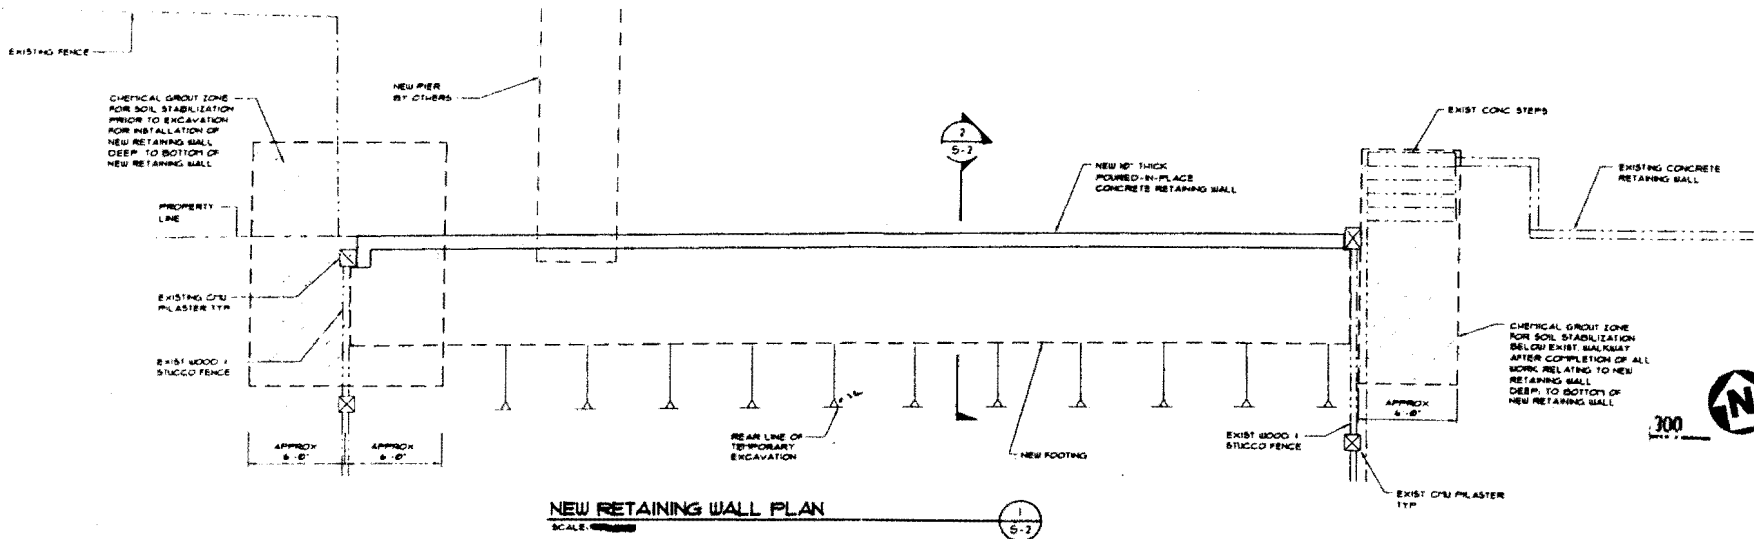 EXISTING FENCE
CHEMICAL GROUT ZONE
FOR SOIL STABILIZATION
PRIOR TO EXCAVATION
FOR INSTALLATION OF
NEW RETAINING WALL
DEEP. TO BOTTOM OF
NEW RETAINING WALL
NEW PIER
BY OTHERS
PROPERTY
LINE
EXISTING CMU
PILASTER TYP
EXIST WOOD &
STUCCO FENCE
APPROX
6'-0"
APPROX
6'-0"
2
S-2
NEW 10" THICK
POURED-IN-PLACE
CONCRETE RETAINING WALL
REAR LINE OF
TEMPORARY
EXCAVATION
NEW FOOTING
EXIST CONC STEPS
EXISTING CONCRETE
RETAINING WALL
CHEMICAL GROUT ZONE
FOR SOIL STABILIZATION
BELOW EXIST. WALKWAY
AFTER COMPLETION OF ALL
WORK RELATING TO NEW
RETAINING WALL
DEEP. TO BOTTOM OF
NEW RETAINING WALL
APPROX
6'-0"
EXIST WOOD &
STUCCO FENCE
EXIST CMU PILASTER
TYP
300
N
NEW RETAINING WALL PLAN
SCALE:
1
S-2